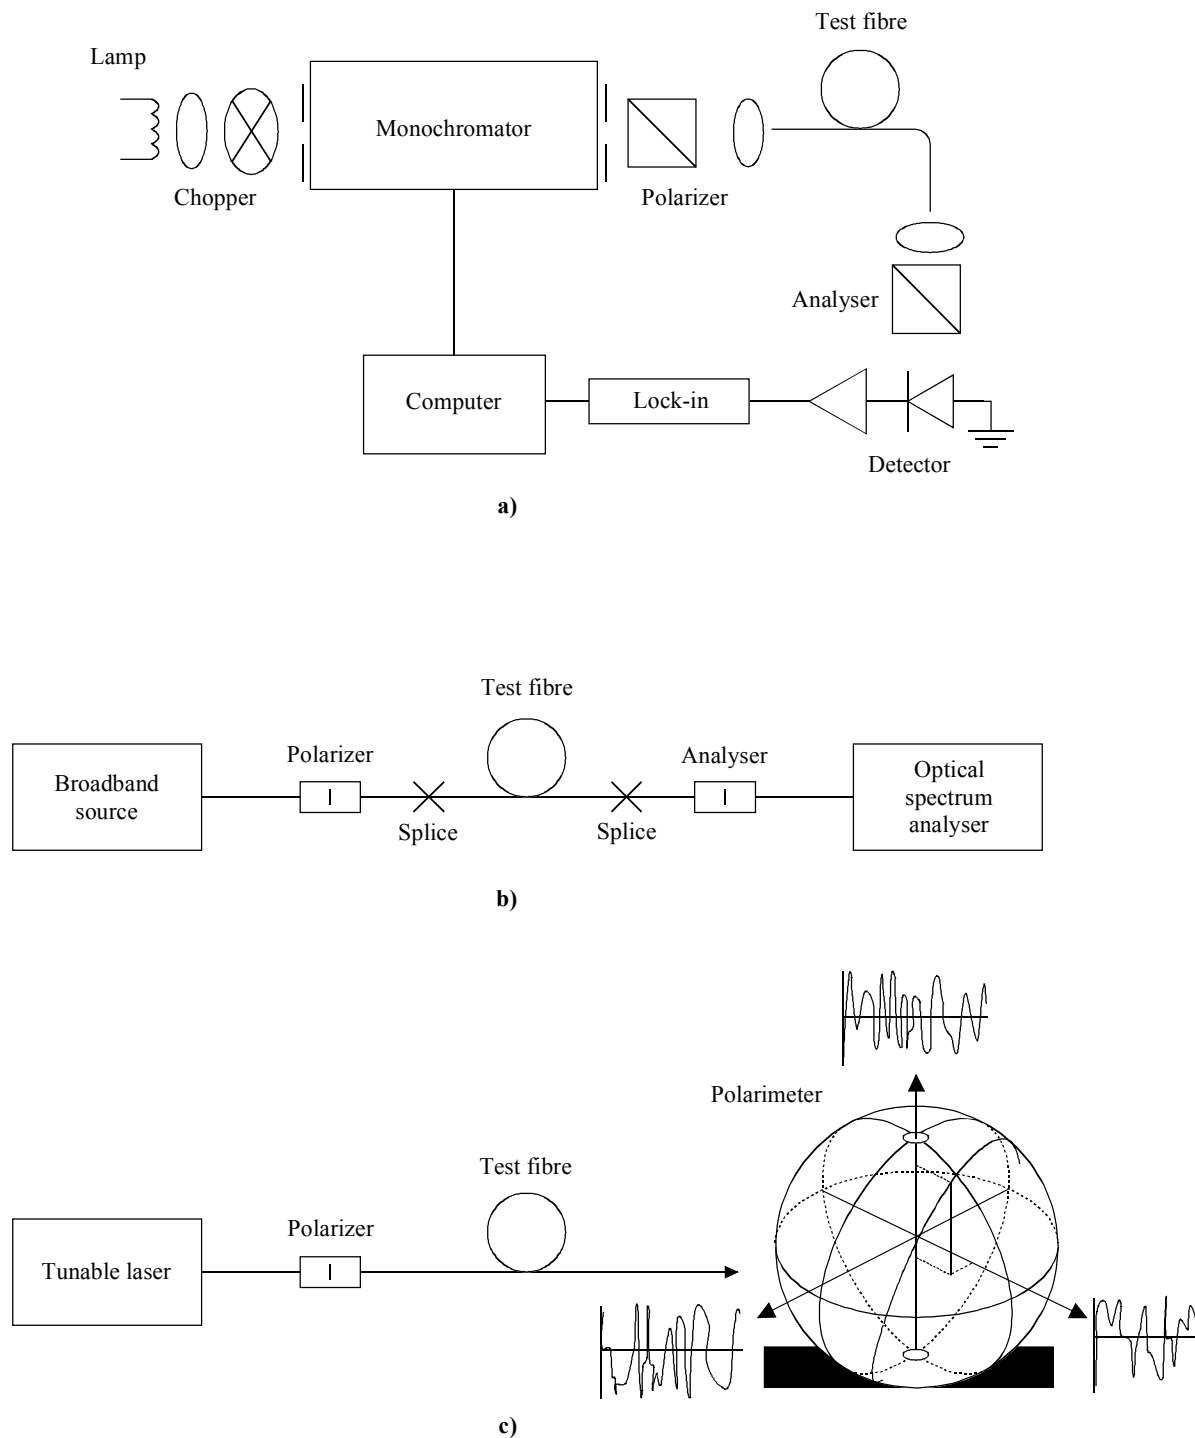 Test fibre
Lamp
Monochromator
Chopper
Polarizer
Analyser
Computer
Lock-in
Detector
a)
Test fibre
Polarizer
Analyser
Broadband
source
Optical
spectrum
analyser
Splice
Splice
b)
Polarimeter
Test fibre
Polarizer
Tunable laser
c)